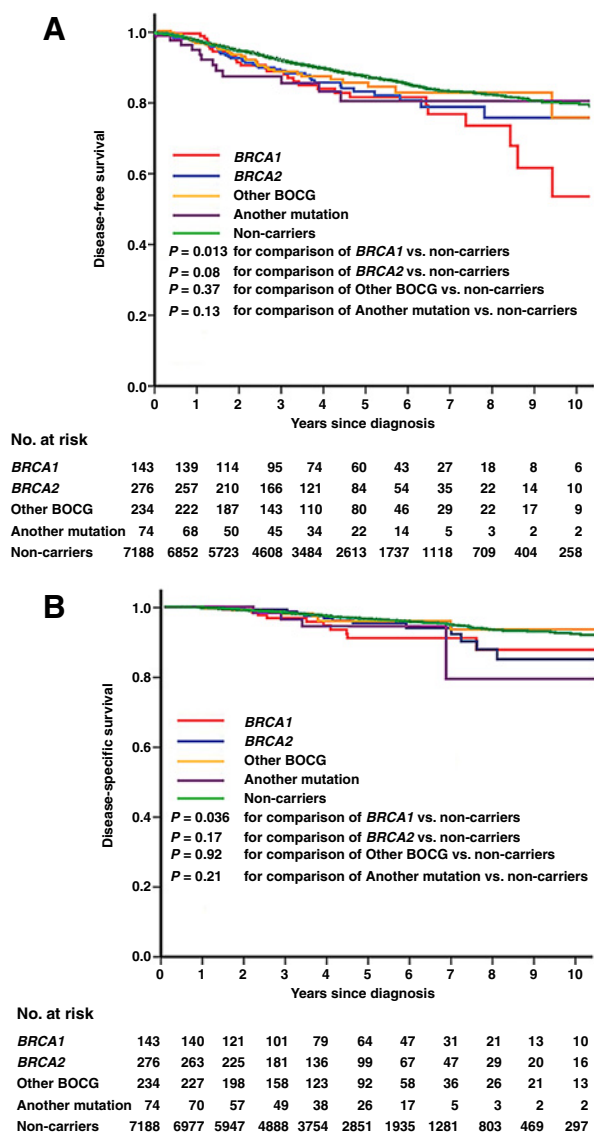 A
1.0
0.8
0.6
0.4
0.2
0.0
Disease-free survival
BRCA1
BRCA2
Other BOCG
Another mutation
Non-carriers
P = 0.013 for comparison of BRCA1 vs. non-carriers
P = 0.08 for comparison of BRCA2 vs. non-carriers
P = 0.37 for comparison of Other BOCG vs. non-carriers
P = 0.13 for comparison of Another mutation vs. non-carriers
0 1 2 3 4 5 6 7 8 9 10
Years since diagnosis
No. at risk
BRCA1 143 139 114 95 74 60 43 27 18 8 6
BRCA2 276 257 210 166 121 84 54 35 22 14 10
Other BOCG 234 222 187 143 110 80 46 29 22 17 9
Another mutation 74 68 50 45 34 22 14 5 3 2 2
Non-carriers 7188 6852 5723 4608 3484 2613 1737 1118 709 404 258
B
1.0
0.8
0.6
0.4
0.2
0.0
Disease-specific survival
BRCA1
BRCA2
Other BOCG
Another mutation
Non-carriers
P = 0.036 for comparison of BRCA1 vs. non-carriers
P = 0.17 for comparison of BRCA2 vs. non-carriers
P = 0.92 for comparison of Other BOCG vs. non-carriers
P = 0.21 for comparison of Another mutation vs. non-carriers
0 1 2 3 4 5 6 7 8 9 10
Years since diagnosis
No. at risk
BRCA1 143 140 121 101 79 64 47 31 21 13 10
BRCA2 276 263 225 181 136 99 67 47 29 20 16
Other BOCG 234 227 198 158 123 92 58 36 26 21 13
Another mutation 74 70 57 49 38 26 17 5 3 2 2
Non-carriers 7188 6977 5947 4888 3754 2851 1935 1281 803 469 297